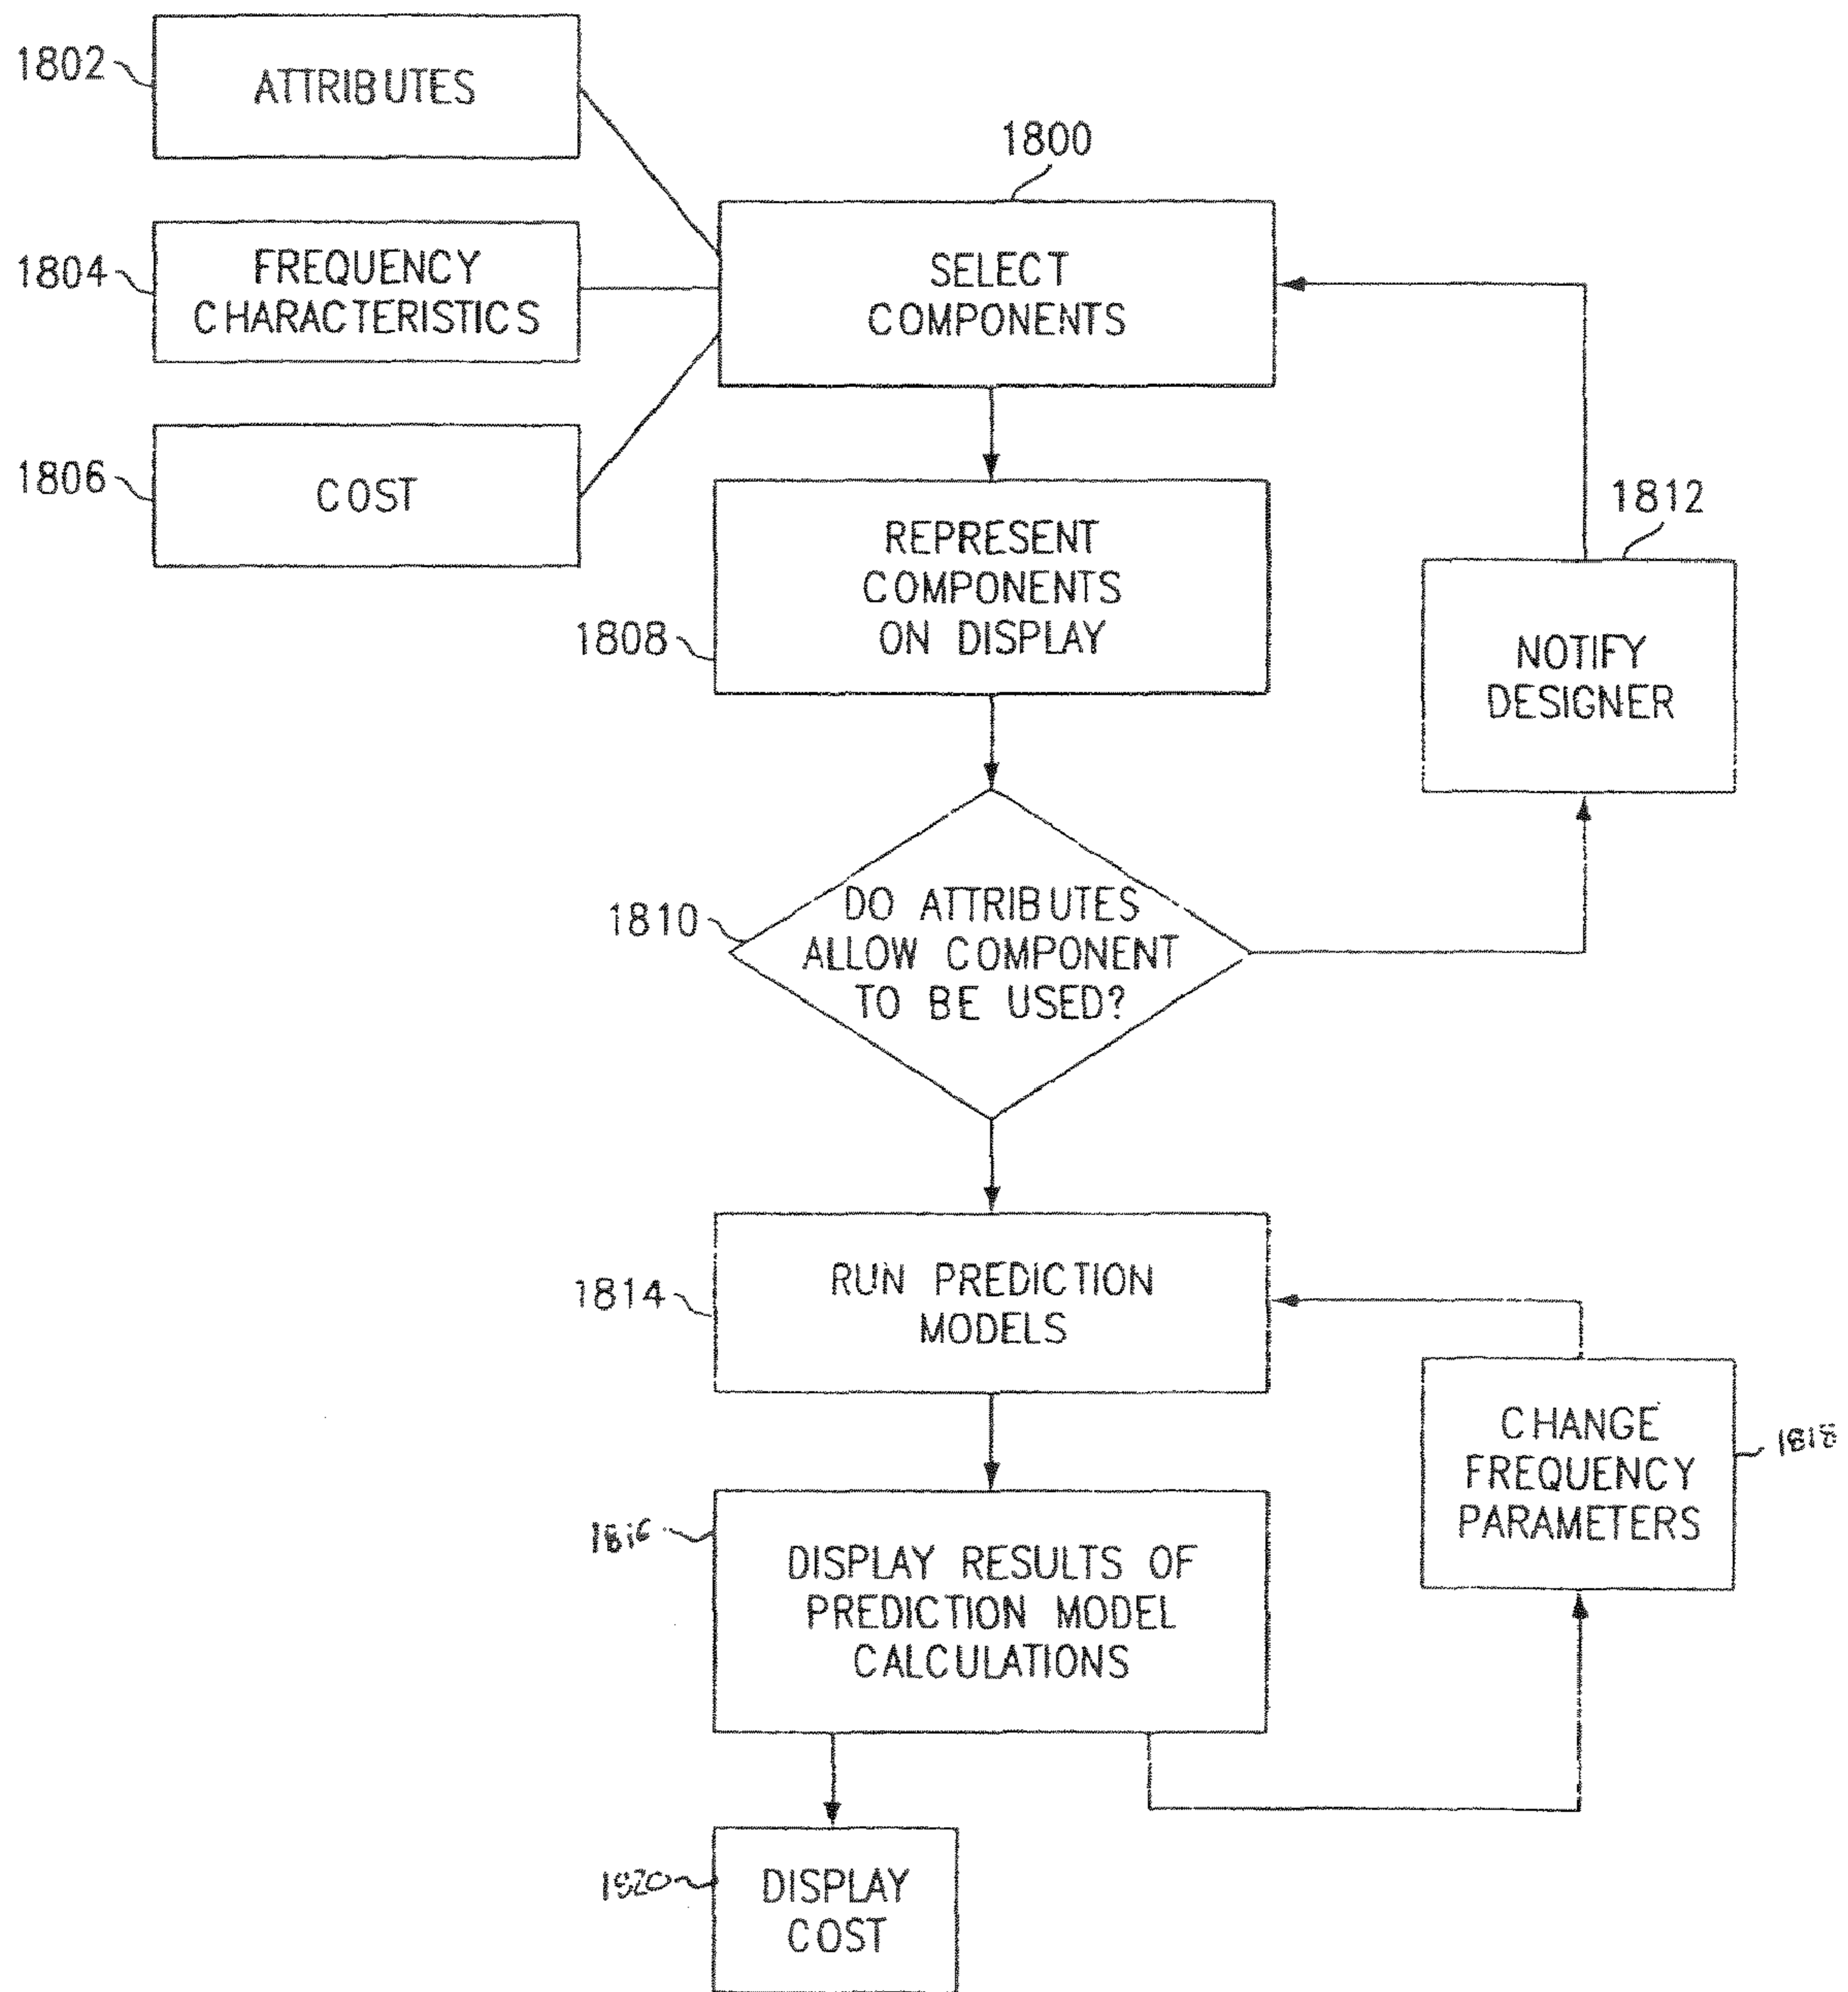 1802
ATTRIBUTES
1800
1804
FREQUENCY
CHARACTERISTICS
SELECT
COMPONENTS
1806
COST
1812
REPRESENT
COMPONENTS
ON DISPLAY
1808
NOTIFY
DESIGNER
1810
DO ATTRIBUTES
ALLOW COMPONENT
TO BE USED?
1814
RUN PREDICTION
MODELS
CHANGE
FREQUENCY
PARAMETERS
1818
1816
DISPLAY RESULTS OF
PREDICTION MODEL
CALCULATIONS
1820
DISPLAY
COST